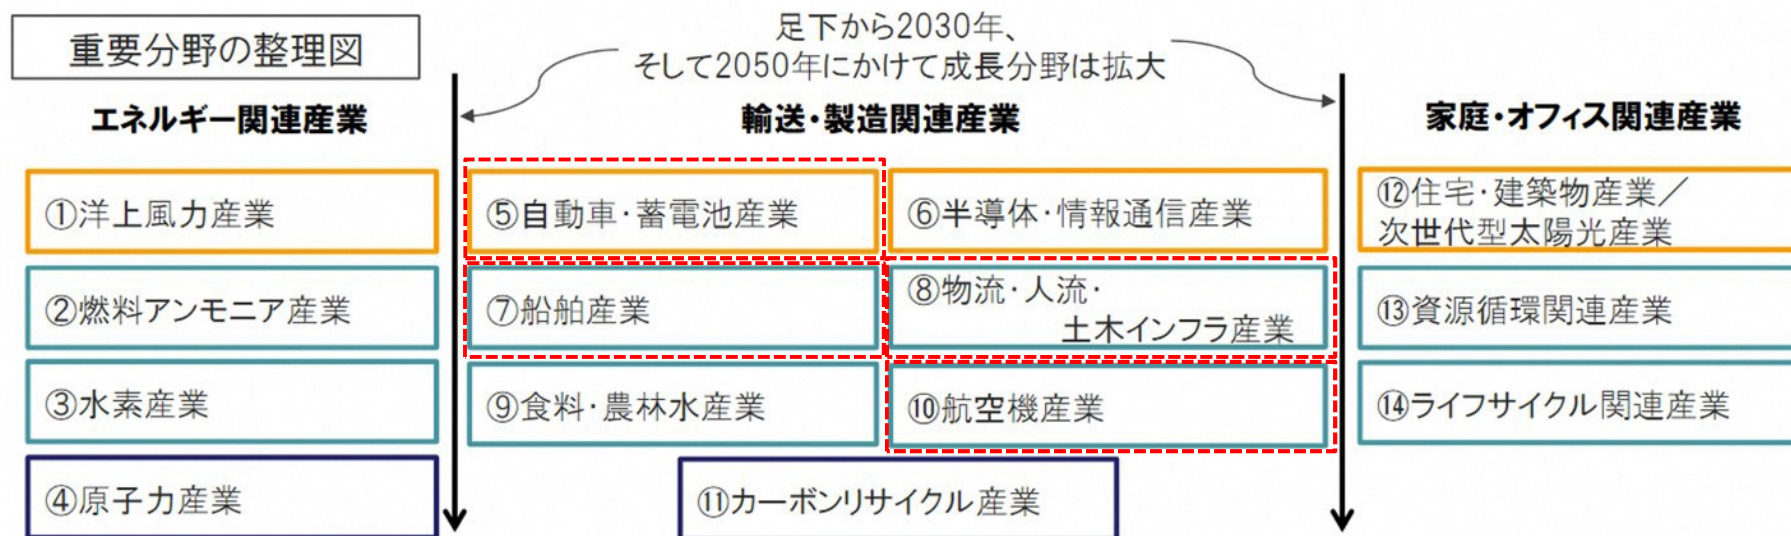 重要分野の整理図
足下から2030年、
そして2050年にかけて成長分野は拡大
エネルギー関連産業
輸送・製造関連産業
家庭・オフィス関連産業
①洋上風力産業
②燃料アンモニア産業
③水素産業
④原子力産業
⑤自動車・蓄電池産業
⑥半導体・情報通信産業
⑦船舶産業
⑧物流・人流・
土木インフラ産業
⑨食料・農林水産業
⑩航空機産業
⑪カーボンリサイクル産業
⑫住宅・建築物産業／
次世代型太陽光産業
⑬資源循環関連産業
⑭ライフサイクル関連産業